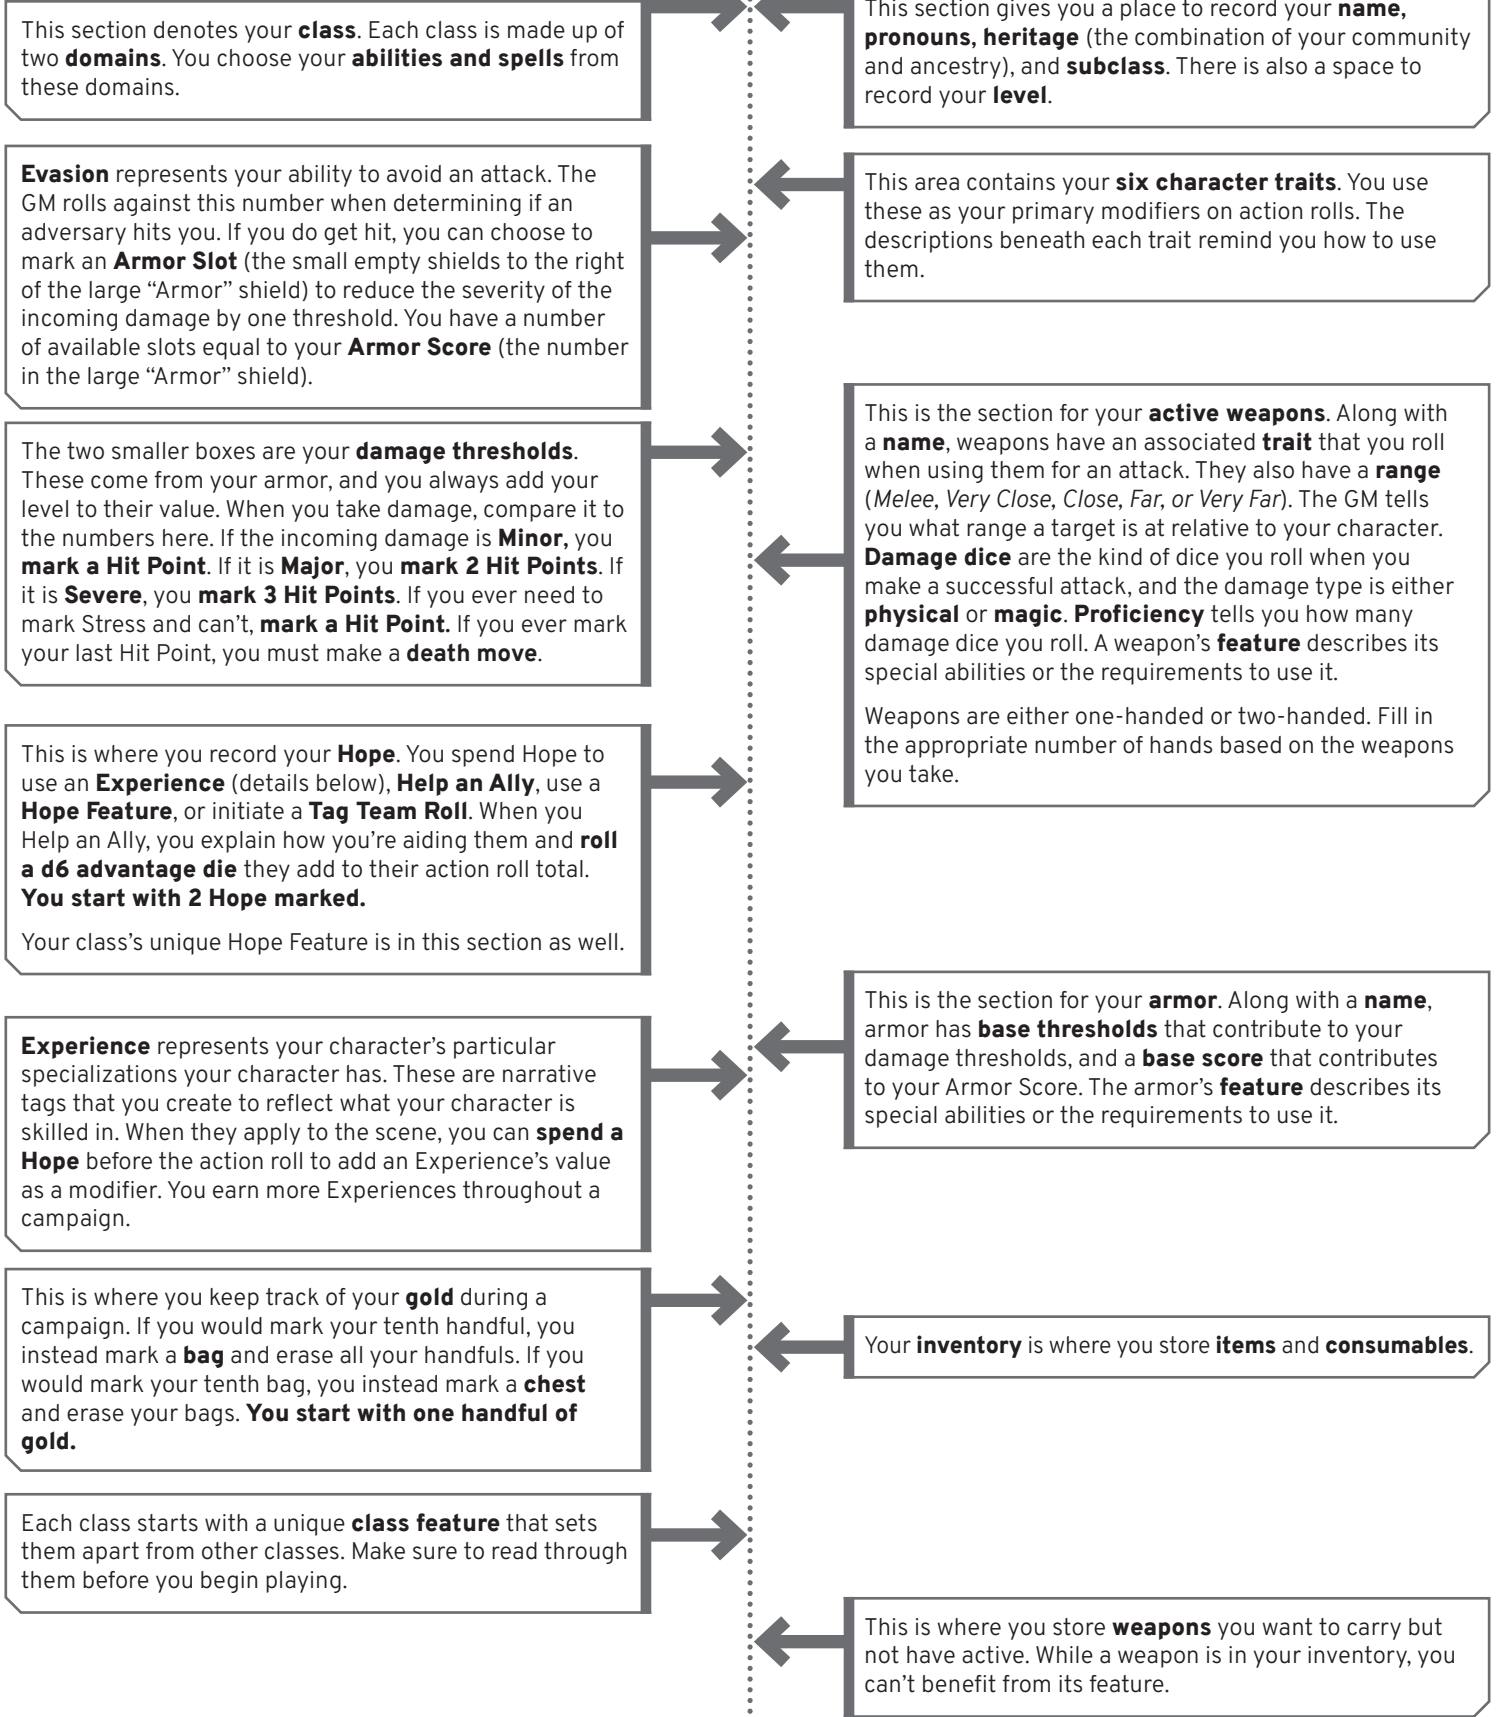 This section denotes your class. Each class is made up of
two domains. You choose your abilities and spells from
these domains.
Evasion represents your ability to avoid an attack. The
GM rolls against this number when determining if an
adversary hits you. If you do get hit, you can choose to
mark an Armor Slot (the small empty shields to the right
of the large “Armor” shield) to reduce the severity of the
incoming damage by one threshold. You have a number
of available slots equal to your Armor Score (the number
in the large “Armor” shield).
The two smaller boxes are your damage thresholds.
These come from your armor, and you always add your
level to their value. When you take damage, compare it to
the numbers here. If the incoming damage is Minor, you
mark a Hit Point. If it is Major, you mark 2 Hit Points. If
it is Severe, you mark 3 Hit Points. If you ever need to
mark Stress and can’t, mark a Hit Point. If you ever mark
your last Hit Point, you must make a death move.
This is where you record your Hope. You spend Hope to
use an Experience (details below), Help an Ally, use a
Hope Feature, or initiate a Tag Team Roll. When you
Help an Ally, you explain how you’re aiding them and roll
a d6 advantage die they add to their action roll total.
You start with 2 Hope marked.
Your class’s unique Hope Feature is in this section as well.
Experience represents your character’s particular
specializations your character has. These are narrative
tags that you create to reflect what your character is
skilled in. When they apply to the scene, you can spend a
Hope before the action roll to add an Experience’s value
as a modifier. You earn more Experiences throughout a
campaign.
This is where you keep track of your gold during a
campaign. If you would mark your tenth handful, you
instead mark a bag and erase all your handfuls. If you
would mark your tenth bag, you instead mark a chest
and erase your bags. You start with one handful of
gold.
Each class starts with a unique class feature that sets
them apart from other classes. Make sure to read through
them before you begin playing.
This section gives you a place to record your name,
pronouns, heritage (the combination of your community
and ancestry), and subclass. There is also a space to
record your level.
This area contains your six character traits. You use
these as your primary modifiers on action rolls. The
descriptions beneath each trait remind you how to use
them.
This is the section for your active weapons. Along with
a name, weapons have an associated trait that you roll
when using them for an attack. They also have a range
(Melee, Very Close, Close, Far, or Very Far). The GM tells
you what range a target is at relative to your character.
Damage dice are the kind of dice you roll when you
make a successful attack, and the damage type is either
physical or magic. Proficiency tells you how many
damage dice you roll. A weapon’s feature describes its
special abilities or the requirements to use it.
Weapons are either one-handed or two-handed. Fill in
the appropriate number of hands based on the weapons
you take.
This is the section for your armor. Along with a name,
armor has base thresholds that contribute to your
damage thresholds, and a base score that contributes
to your Armor Score. The armor’s feature describes its
special abilities or the requirements to use it.
Your inventory is where you store items and consumables.
This is where you store weapons you want to carry but
not have active. While a weapon is in your inventory, you
can’t benefit from its feature.